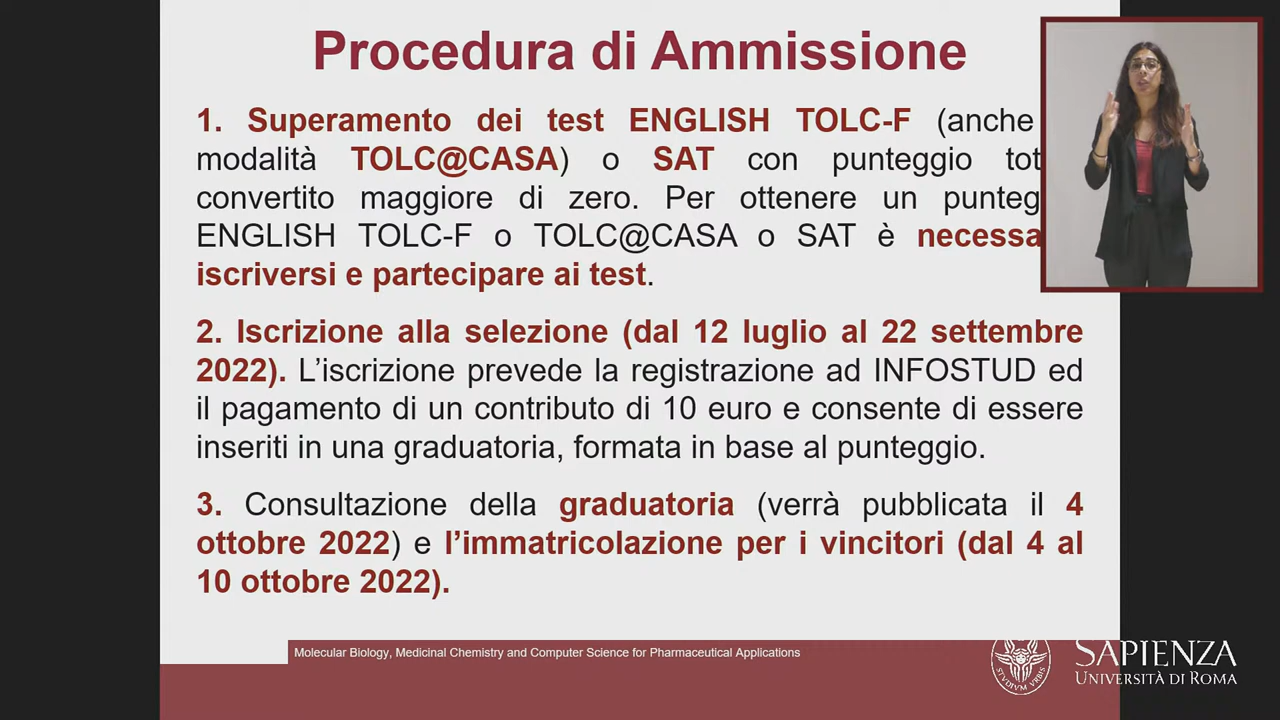 Procedura di Ammissione
1. Superamento dei test ENGLISH TOLC-F (anche
modalità TOLC@CASA) o SAT con punteggio
convertito maggiore di zero. Per ottenere un
ENGLISH TOLC-F o TOLC@CASA o SAT è
iscriversi e partecipare ai test.
2. Iscrizione alla selezione (dal 12 luglio al 22 settembre
2022). L’iscrizione prevede la registrazione ad INFOSTUD ed
il pagamento di un contributo di 10 euro e consente di essere
inseriti in una graduatoria, formata in base al punteggio.
3. Consultazione della graduatoria (verrà pubblicata il 4
ottobre 2022) e l’immatricolazione per i vincitori (dal 4 al
10 ottobre 2022).
Molecular Biology, Medicinal Chemistry and Computer Science for Pharmaceutical Applications
STUDIUM URBIS
SAPIENZA
UNIVERSITÀ DI ROMA